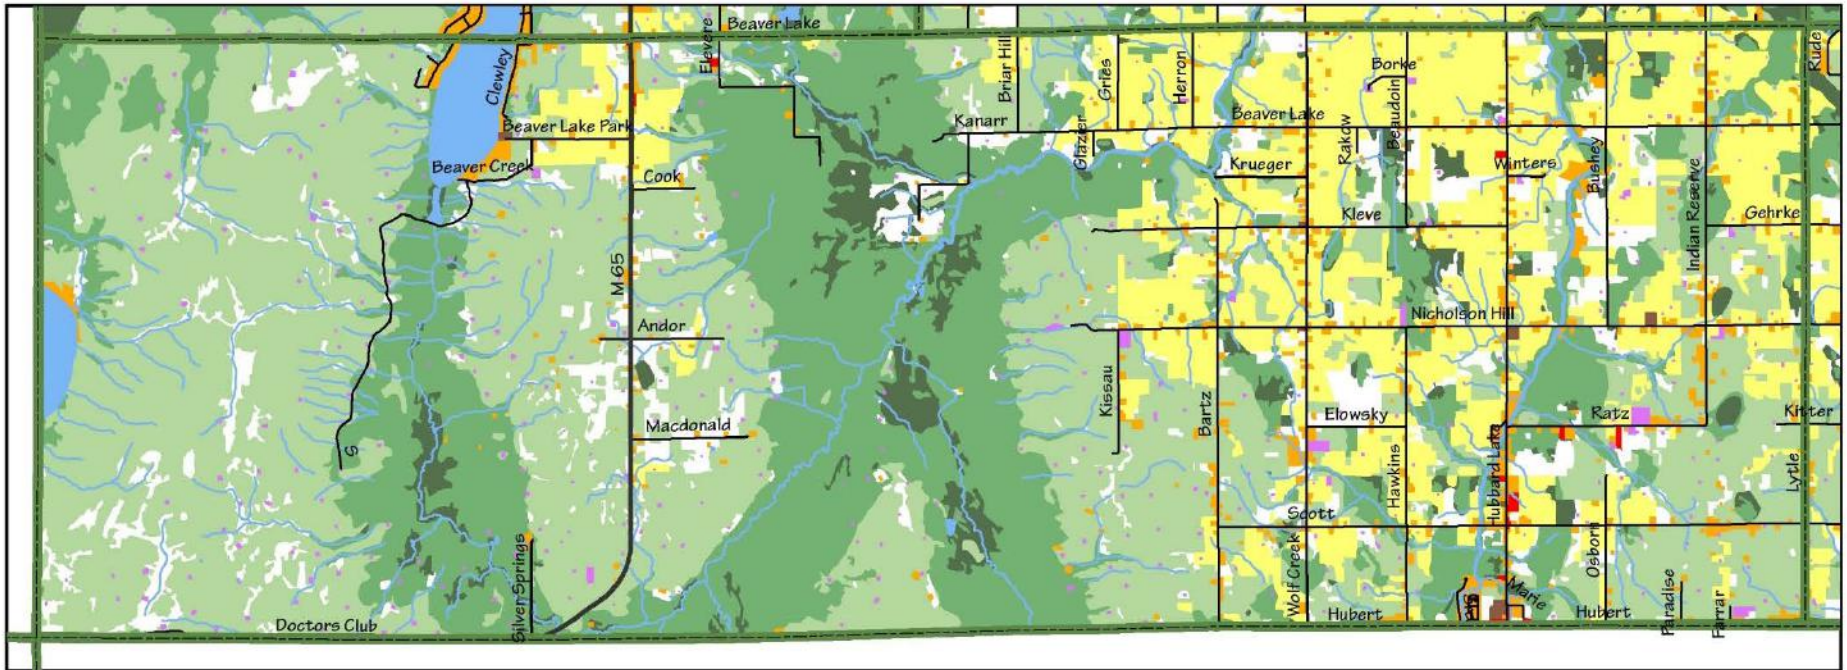 Beaver Lake
Elevere
Clewley
Briar Hill
Gries
Herron
Borke
Beaudoin
Rude
Beaver Lake Park
Kanarr
Glazier
Beaver Lake
Rakow
Winters
Bushey
Beaver Creek
Cook
Krueger
Kleve
Indian Reserve
Gehrke
M 65
Andor
Nicholson Hill
Kissau
Bartz
Elowsky
Ratz
Kitter
Macdonald
S
Hawkins
Hubbard Lake
Lytle
Scott
Silver Springs
Wolf Creek
Osborn
Marie
Paradise
Farrar
Doctors Club
Hubert
Hubert